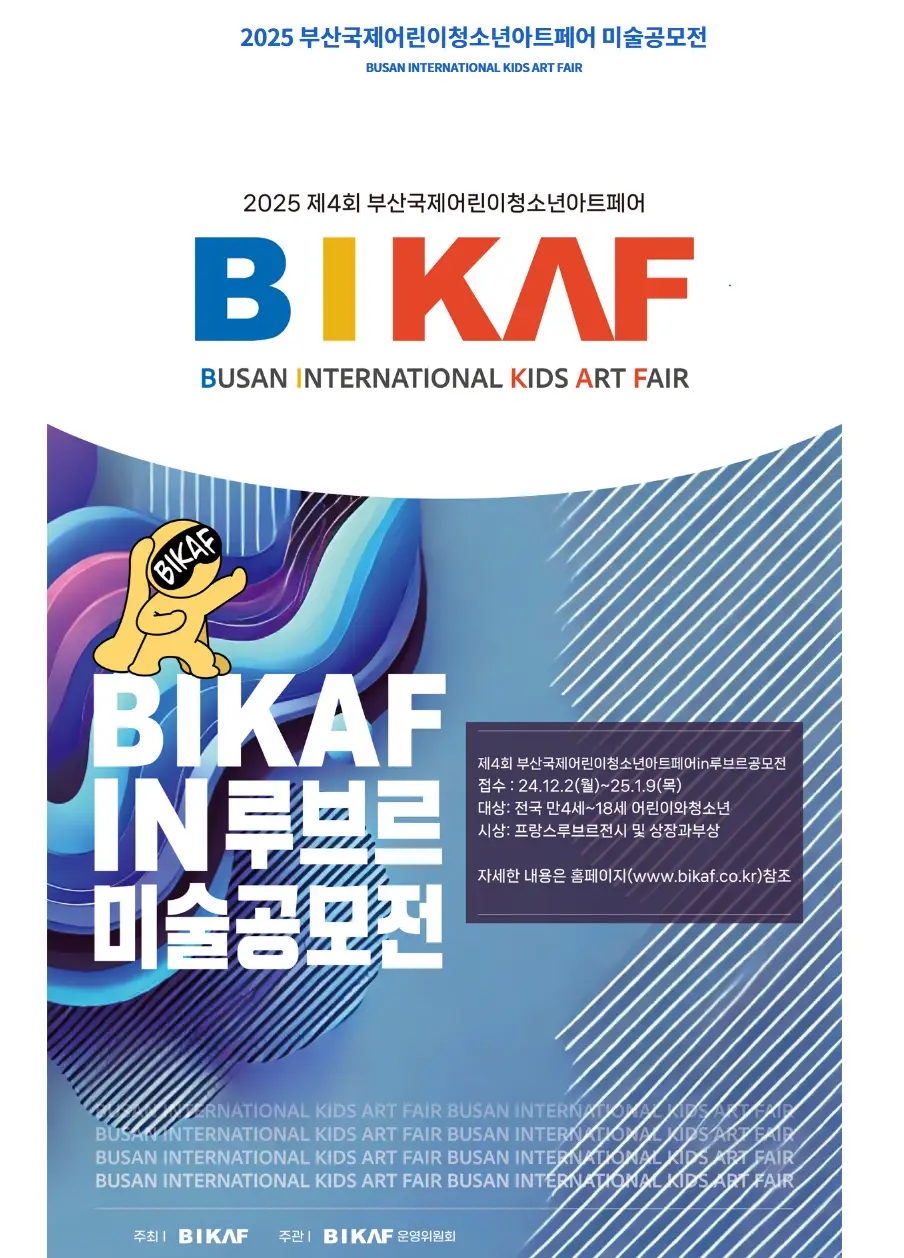 2025 부산국제어린이청소년아트페어 미술공모전
BUSAN INTERNATIONAL KIDS ART FAIR
2025 제4회 부산국제어린이청소년아트페어
BIKAF
BUSAN INTERNATIONAL KIDS ART FAIR
BIKAF
BIKAF
IN루브르
미술공모전
제4회 부산국제어린이청소년아트페어in루브르공모전
접수 : 24.12.2(월)~25.1.9(목)
대상: 전국 만4세~18세 어린이와청소년
시상: 프랑스루브르전시 및 상장과부상
자세한 내용은 홈페이지(www.bikaf.co.kr)참조
BUSAN INTERNATIONAL KIDS ART FAIR BUSAN INTERNATIONAL KIDS ART FAIR
BUSAN INTERNATIONAL KIDS ART FAIR BUSAN INTERNATIONAL KIDS ART FAIR
BUSAN INTERNATIONAL KIDS ART FAIR BUSAN INTERNATIONAL KIDS ART FAIR
BUSAN INTERNATIONAL KIDS ART FAIR BUSAN INTERNATIONAL KIDS ART FAIR
주최 | BIKAF 주관 | BIKAF 운영위원회